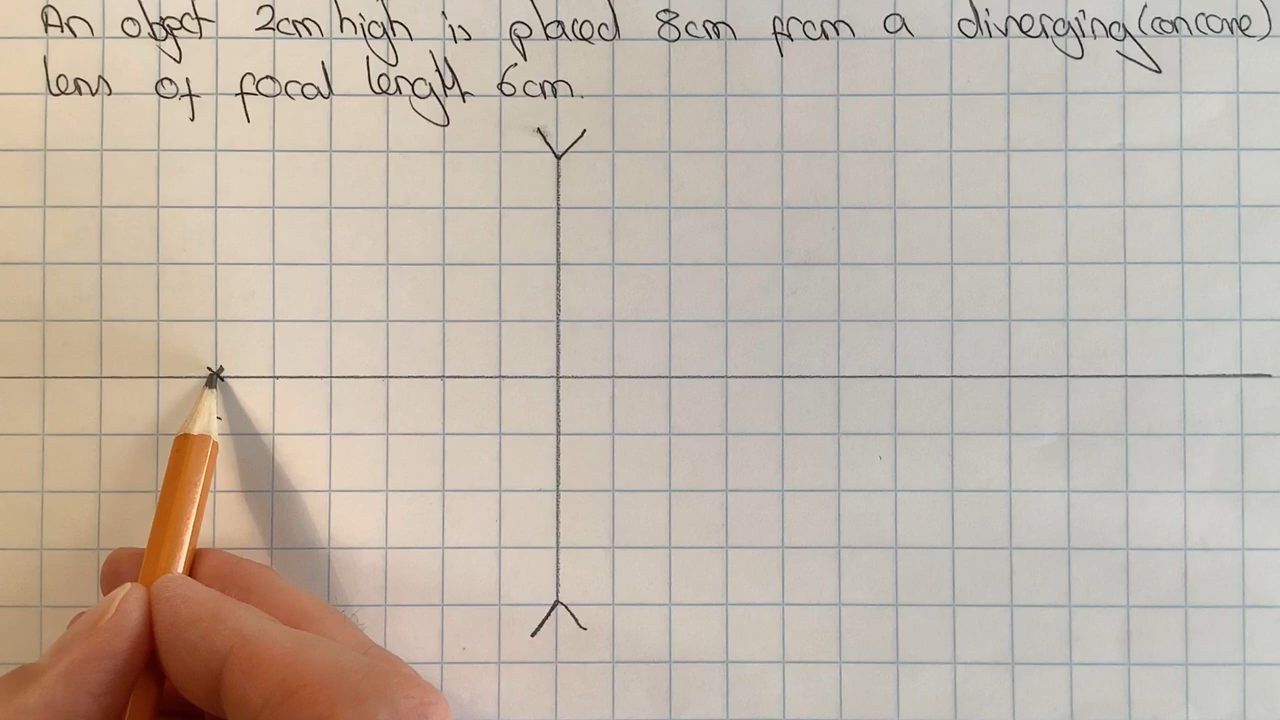 An object 2cm high is placed 8cm from a diverging (concave)
lens of focal length 6cm.